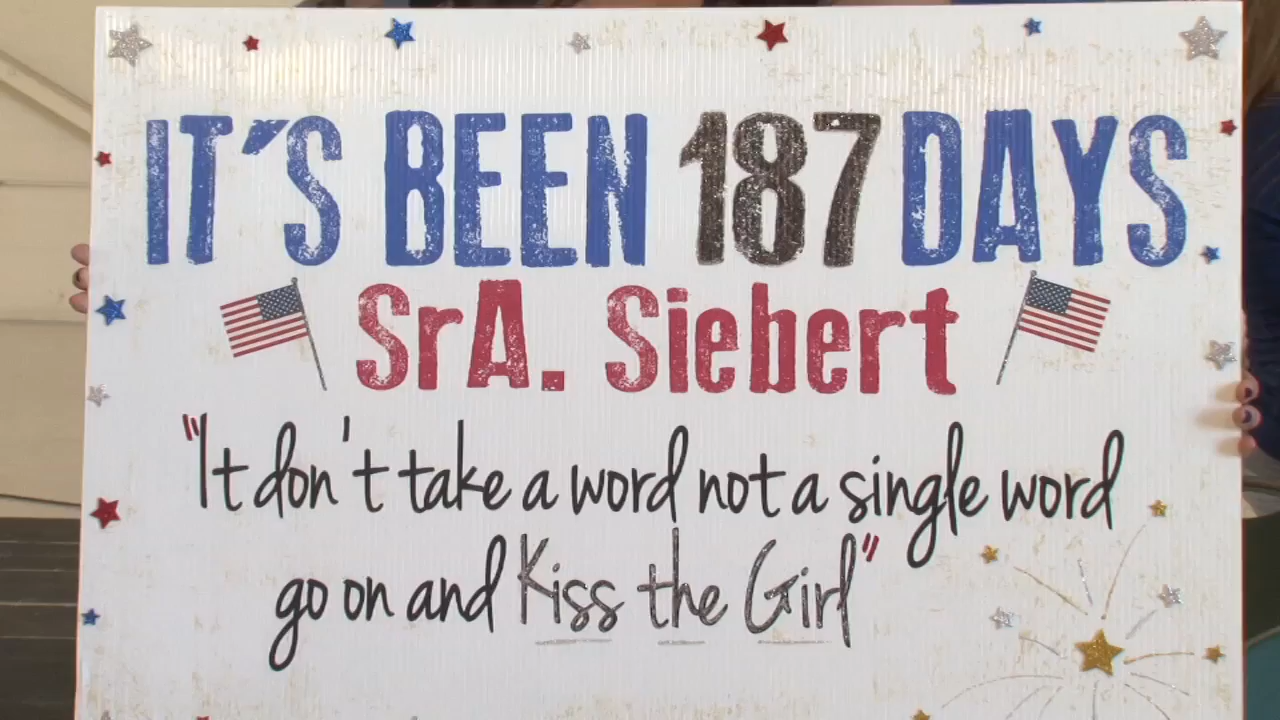 IT'S BEEN 187 DAYS
SrA. Siebert
"It don't take a word not a single word
go on and Kiss the Girl"